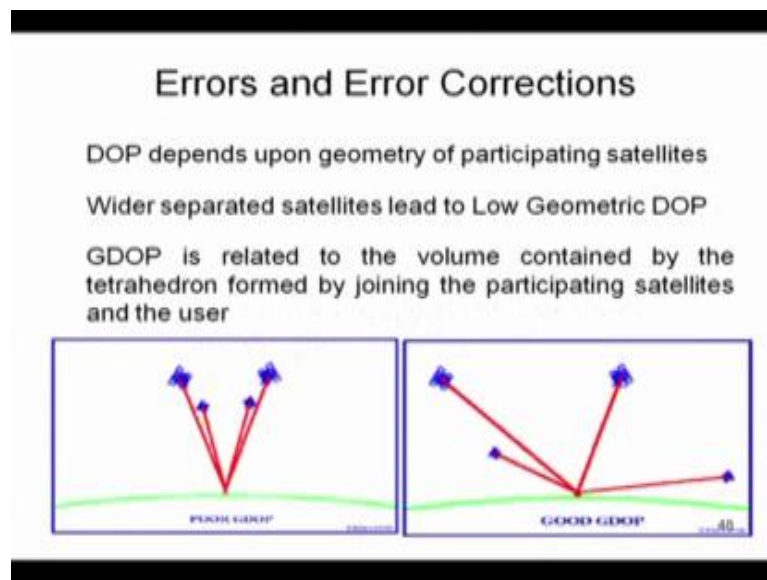 Errors and Error Corrections
DOP depends upon geometry of participating satellites
Wider separated satellites lead to Low Geometric DOP
GDOP is related to the volume contained by the
tetrahedron formed by joining the participating satellites
and the user
POOR GDOP
GOOD GDOP
48